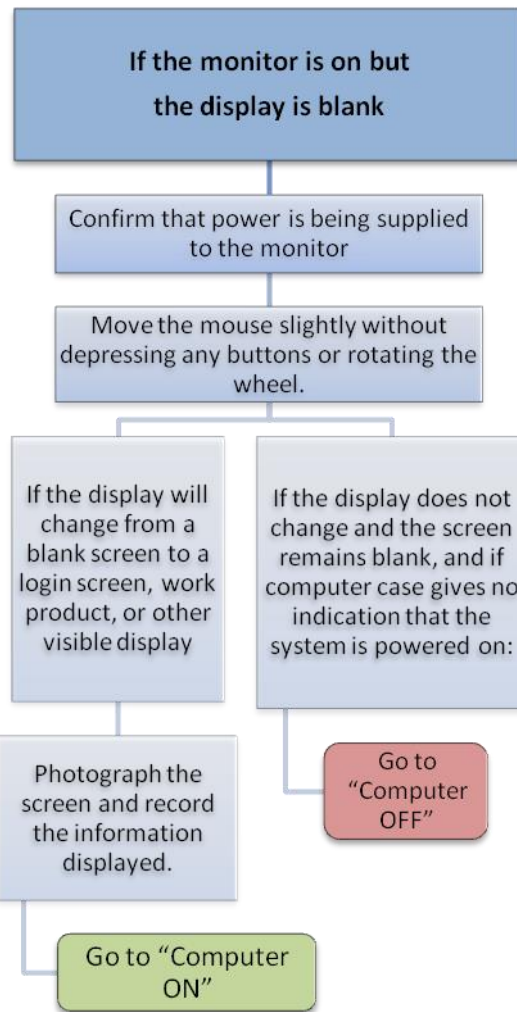 If the monitor is on but
the display is blank
Confirm that power is being supplied
to the monitor
Move the mouse slightly without
depressing any buttons or rotating the
wheel.
If the display will
change from a
blank screen to a
login screen, work
product, or other
visible display
If the display does not
change and the screen
remains blank, and if
computer case gives no
indication that the
system is powered on:
Photograph the
screen and record
the information
displayed.
Go to
“Computer
OFF”
Go to “Computer
ON”